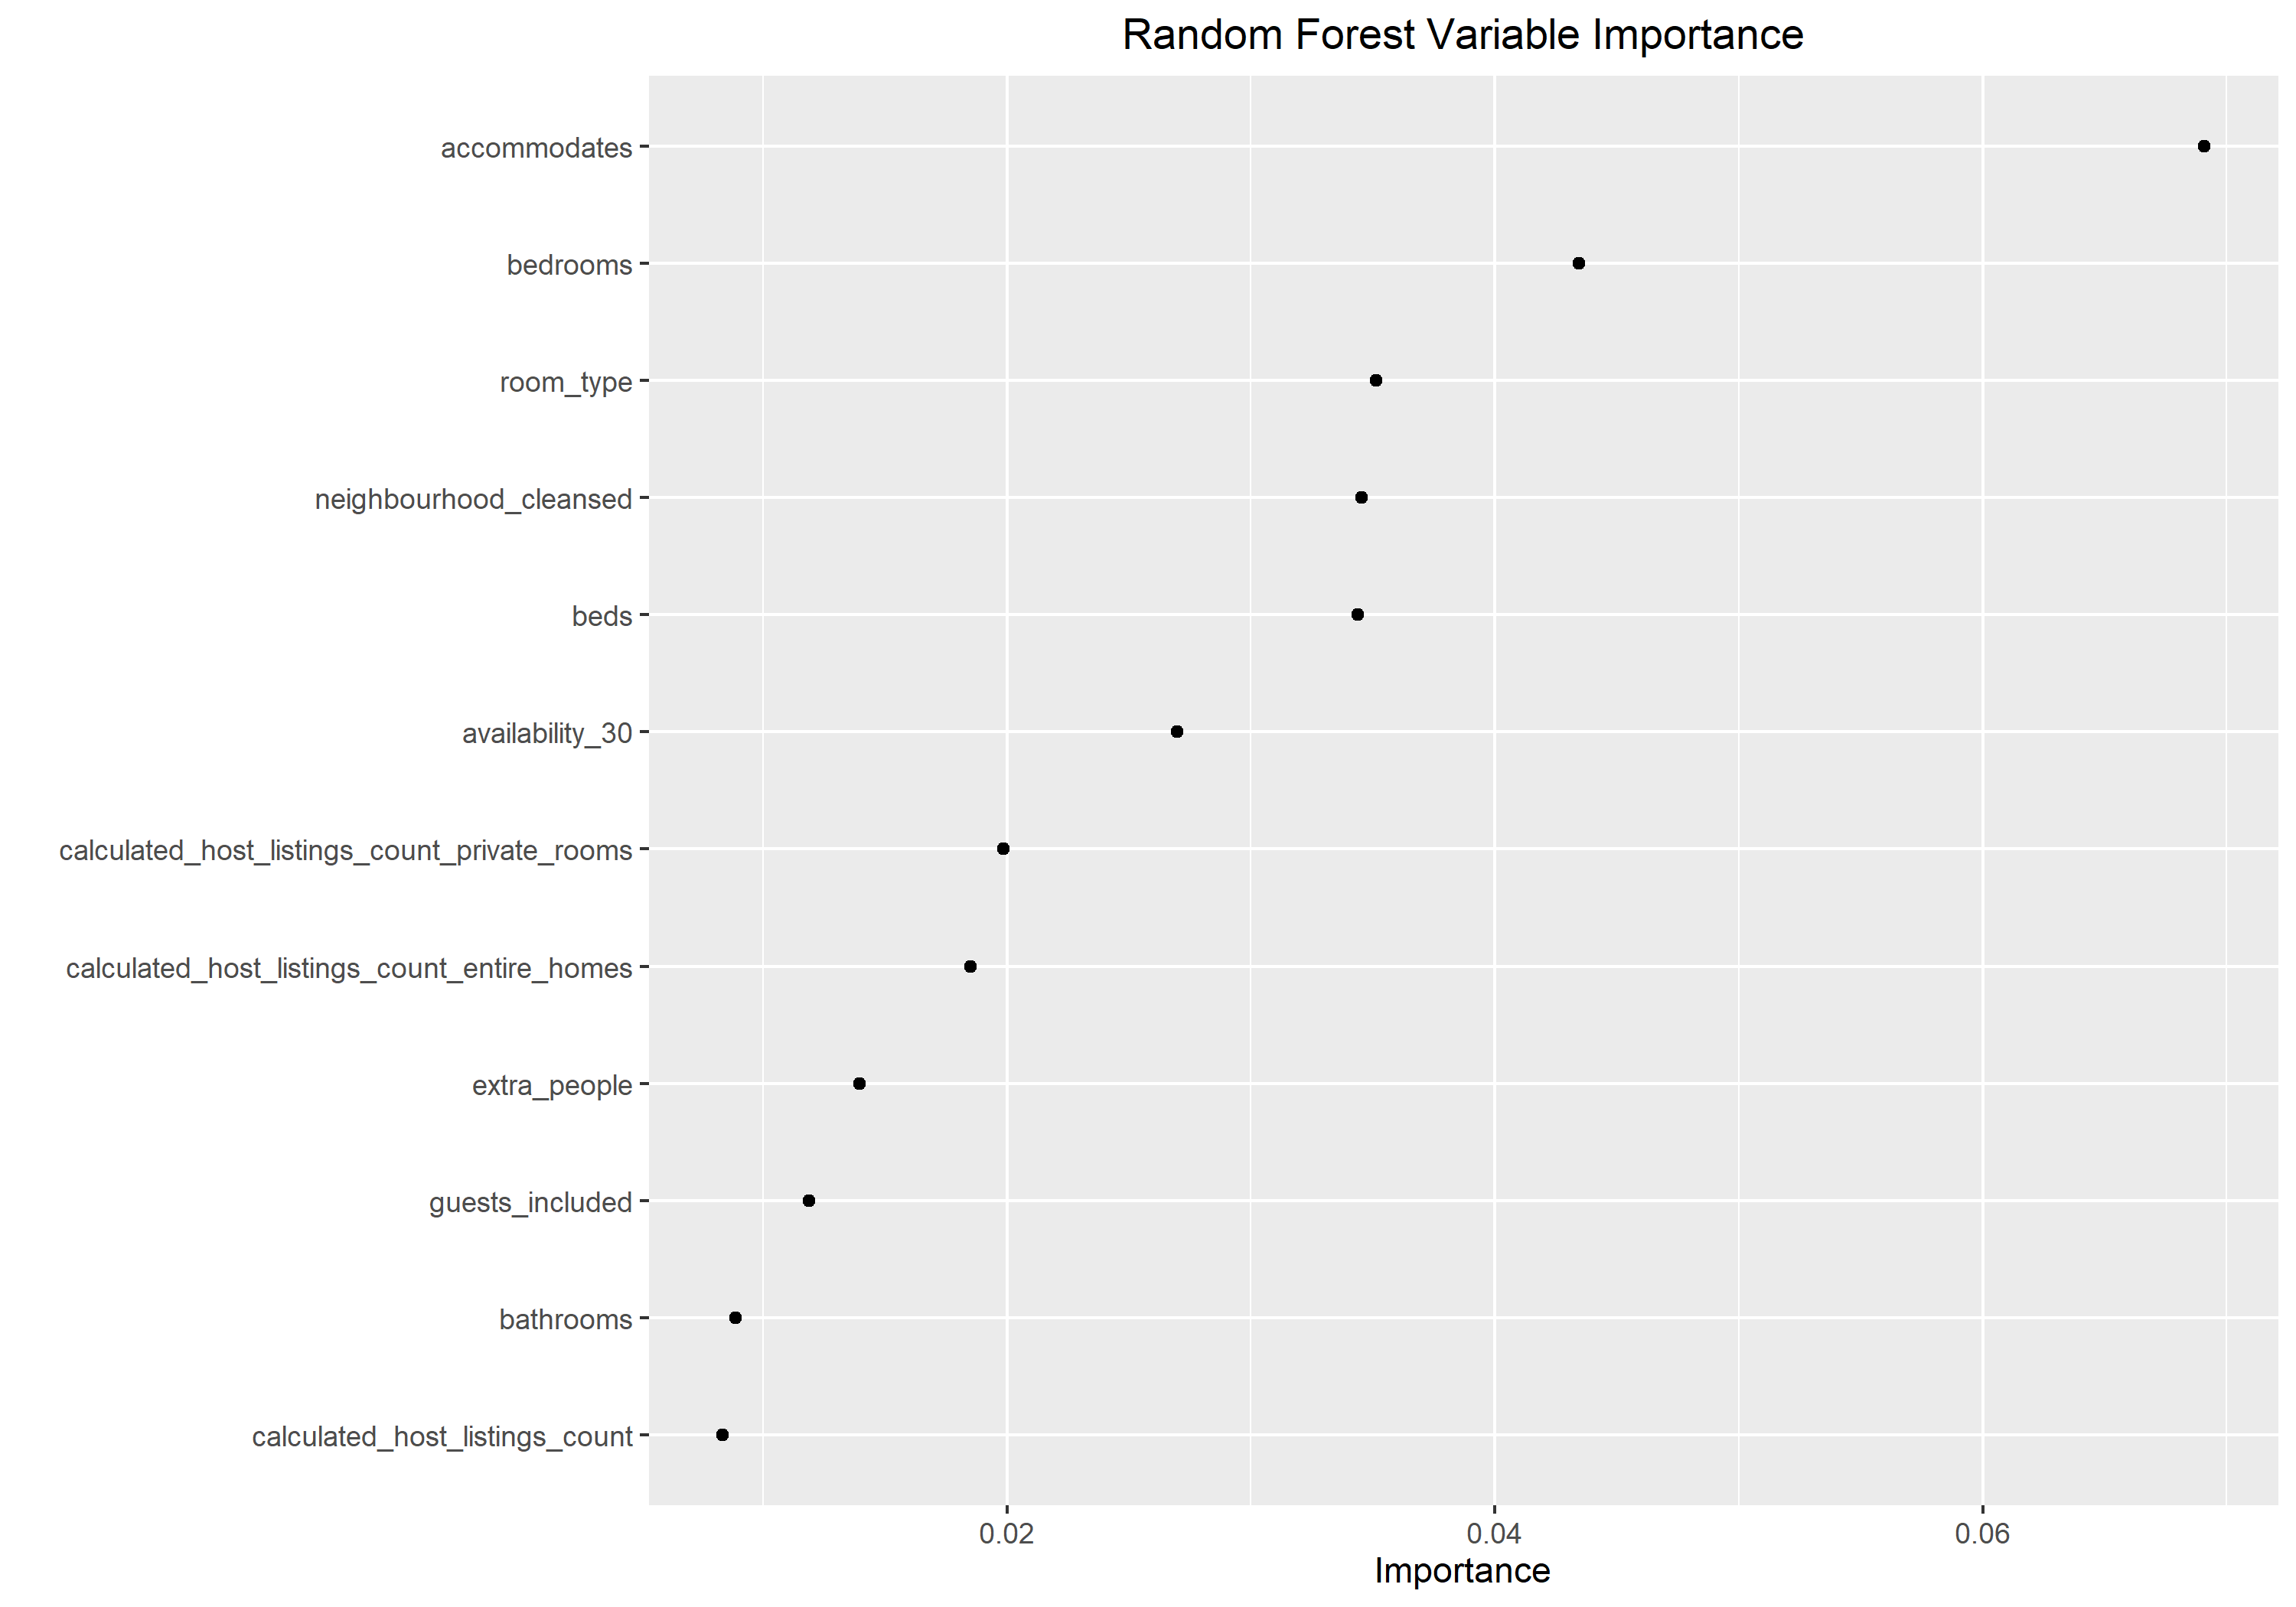 Random Forest Variable Importance
accommodates
bedrooms
room_type
neighbourhood_cleansed
beds
availability_30
calculated_host_listings_count_private_rooms
calculated_host_listings_count_entire_homes
extra_people
guests_included
bathrooms
calculated_host_listings_count
0.02 0.04 0.06
Importance